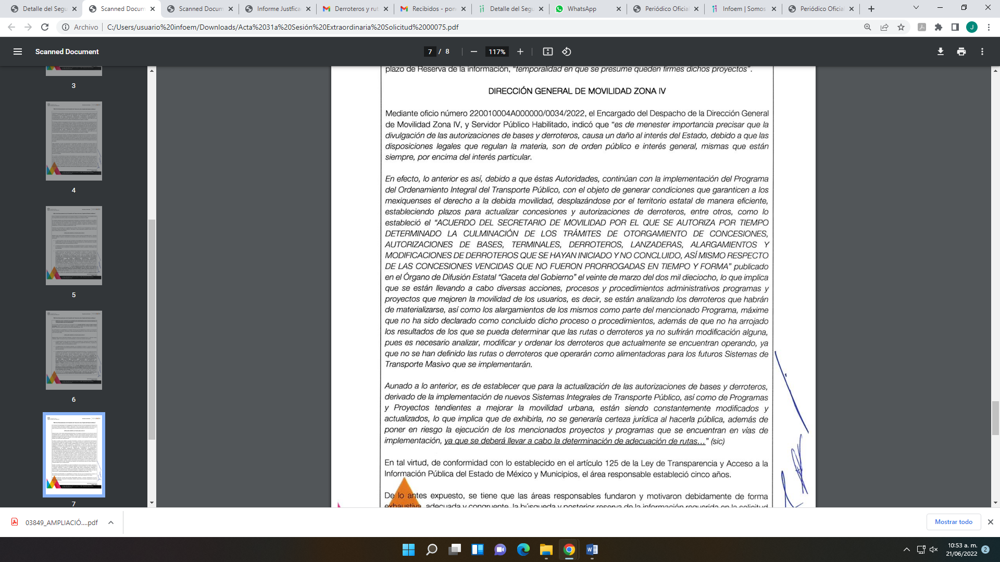 Detalle del Segu
Scanned Docum
Scanned Docum
Informe Justfica
Derroteros y rut
Recibidos - pon
Detalle del Segu
WhatsApp
Periódico Oficial
Infoem | Somos
Periódico Oficia
Archivo
C:/Users/usuario%20infoem/Downloads/Acta%2031a%20Sesión%20Extraordinaria%20Solicitud%2000075.pdf
J
Scanned Document
7 / 8
117%
3
4
5
6
7
plazo de Reserva de la información, “temporalidad en que se presume queden firmes dichos proyectos”.
DIRECCIÓN GENERAL DE MOVILIDAD ZONA IV
Mediante oficio número 220010004A000000/0034/2022, el Encargado del Despacho de la Dirección General
de Movilidad Zona IV, y Servidor Público Habilitado, indicó que “es de menester importancia precisar que la
divulgación de las autorizaciones de bases y derroteros, causa un daño al interés del Estado, debido a que las
disposiciones legales que regulan la materia, son de orden público e interés general, mismas que están
siempre, por encima del interés particular.
En efecto, lo anterior es así, debido a que éstas Autoridades, continúan con la implementación del Programa
del Ordenamiento Integral del Transporte Público, con el objeto de generar condiciones que garanticen a los
mexiquenses el derecho a la debida movilidad, desplazándose por el territorio estatal de manera eficiente,
estableciendo plazos para actualizar concesiones y autorizaciones de derroteros, entre otros, como lo
estableció el “ACUERDO DEL SECRETARIO DE MOVILIDAD POR EL QUE SE AUTORIZA POR TIEMPO
DETERMINADO LA CULMINACIÓN DE LOS TRÁMITES DE OTORGAMIENTO DE CONCESIONES,
AUTORIZACIONES DE BASES, TERMINALES, DERROTEROS, LANZADERAS, ALARGAMIENTOS Y
MODIFICACIONES DE DERROTEROS QUE SE HAYAN INICIADO Y NO CONCLUIDO, ASÍ MISMO RESPECTO
DE LAS CONCESIONES VENCIDAS QUE NO FUERON PRORROGADAS EN TIEMPO Y FORMA” publicado
en el Órgano de Difusión Estatal “Gaceta del Gobierno” el veinte de marzo del dos mil dieciocho, lo que implica
que se están llevando a cabo diversas acciones, procesos y procedimientos administrativos programas y
proyectos que mejoren la movilidad de los usuarios, es decir, se están analizando los derroteros que habrán
de materializarse, así como los alargamientos de los mismos como parte del mencionado Programa, máxime
que no ha sido declarado como concluido dicho proceso o procedimientos, además de que no ha arrojado
los resultados de los que se pueda determinar que las rutas o derroteros ya no sufrirán modificación alguna,
pues es necesario analizar, modificar y ordenar los derroteros que actualmente se encuentran operando, ya
que no se han definido las rutas o derroteros que operarán como alimentadoras para los futuros Sistemas de
Transporte Masivo que se implementarán.
Aunado a lo anterior, es de establecer que para la actualización de las autorizaciones de bases y derroteros,
derivado de la implementación de nuevos Sistemas Integrales de Transporte Público, así como de Programas
y Proyectos tendientes a mejorar la movilidad urbana, están siendo constantemente modificados y
actualizados, lo que implica que de exhibirla, no se generaría certeza jurídica al hacerla pública, además de
poner en riesgo la ejecución de los mencionados proyectos y programas que se encuentran en vías de
implementación, ya que se deberá llevar a cabo la determinación de adecuación de rutas…” (sic)
En tal virtud, de conformidad con lo establecido en el artículo 125 de la Ley de Transparencia y Acceso a la
Información Pública del Estado de México y Municipios, el área responsable estableció cinco años.
De lo antes expuesto, se tiene que las áreas responsables fundaron y motivaron debidamente de forma
exhaustiva, adecuada y congruente, la búsqueda y posterior reserva de la información requerida en la solicitud
03849_AMPLIACIÓ....pdf
Mostrar todo
10:53 a. m.
21/06/2022
2